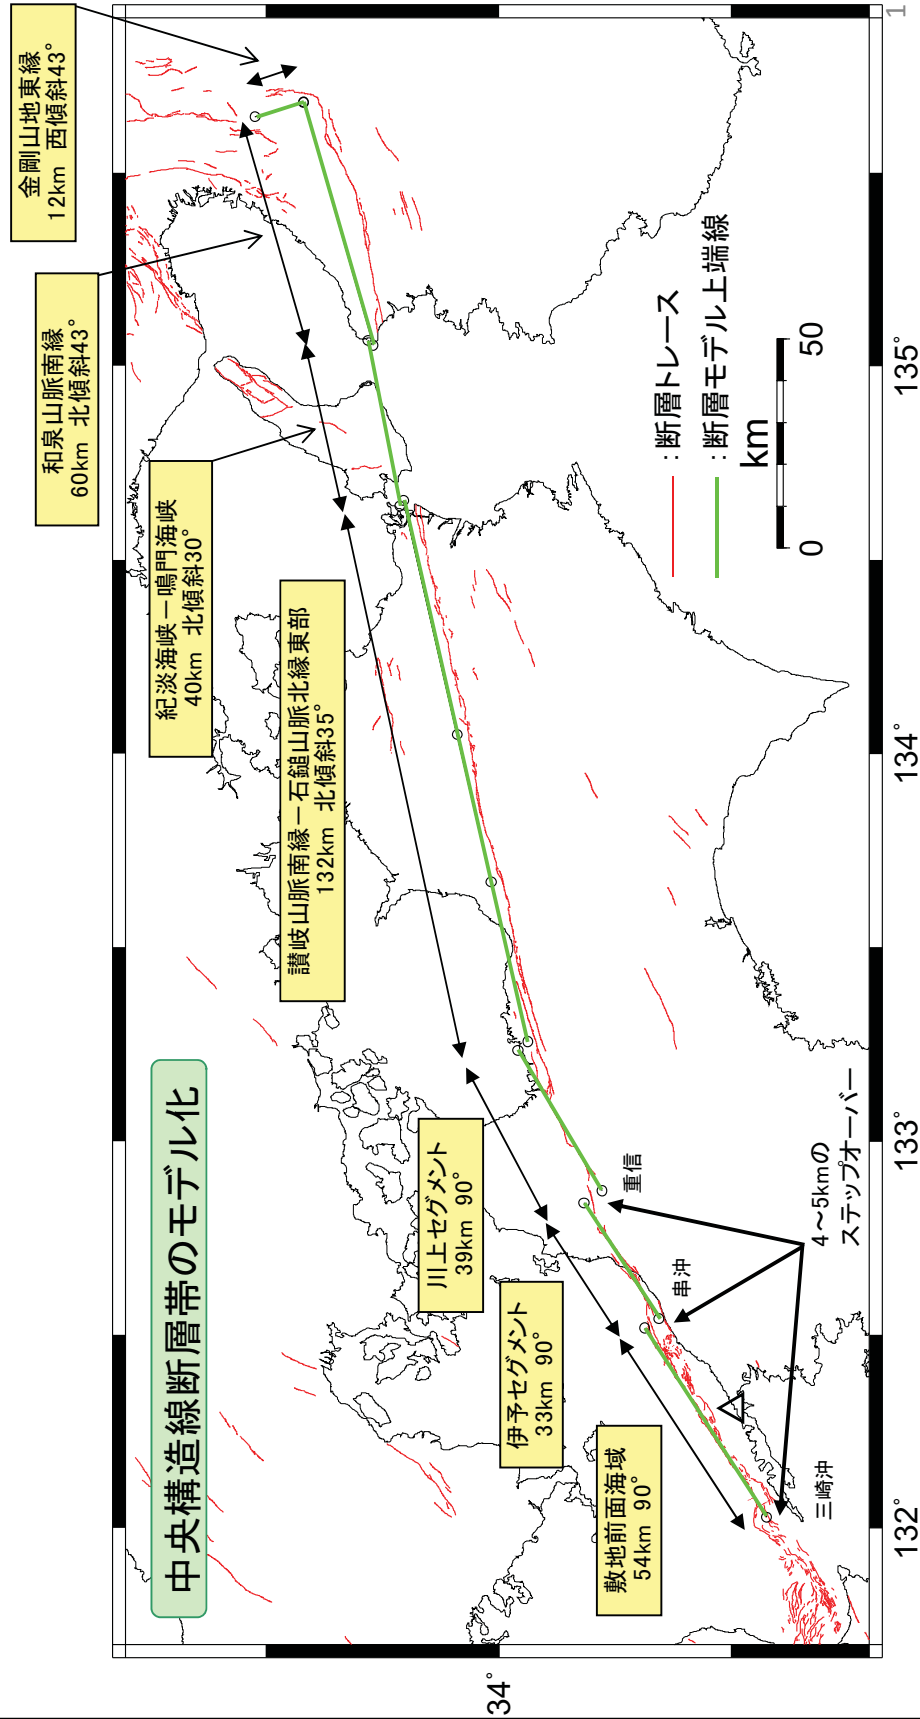 中央構造線断層帯のモデル化
敷地前面海域
54km 90°
伊予セグメント
33km 90°
川上セグメント
39km 90°
讃岐山脈南縁－石鎚山脈北縁東部
132km 北傾斜35°
紀淡海峡－鳴門海峡
40km 北傾斜30°
和泉山脈南縁
60km 北傾斜43°
金剛山地東縁
12km 西傾斜43°
三崎沖
串沖
重信
4～5kmの
ステップオーバー
：断層トレース
：断層モデル上端線
km
0 50
34°
132° 133° 134° 135°
1